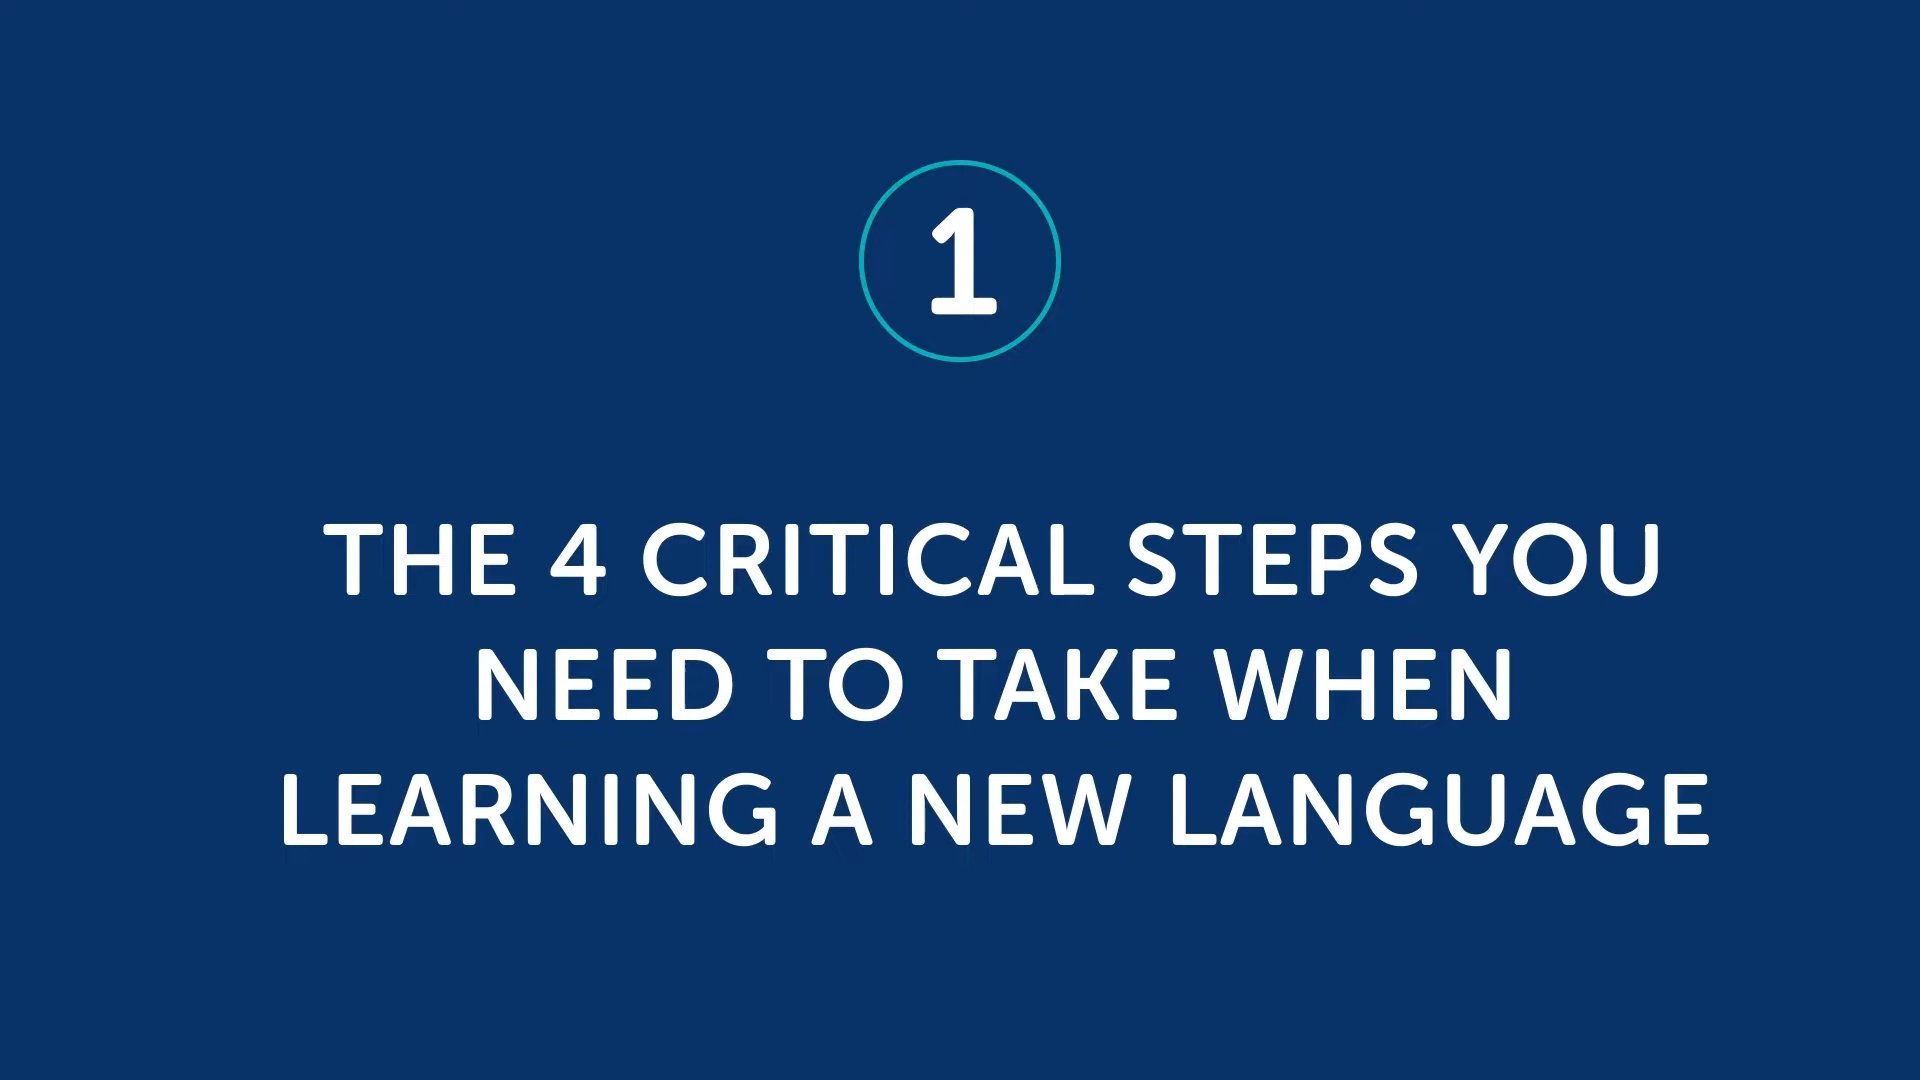 1
THE 4 CRITICAL STEPS YOU
NEED TO TAKE WHEN
LEARNING A NEW LANGUAGE